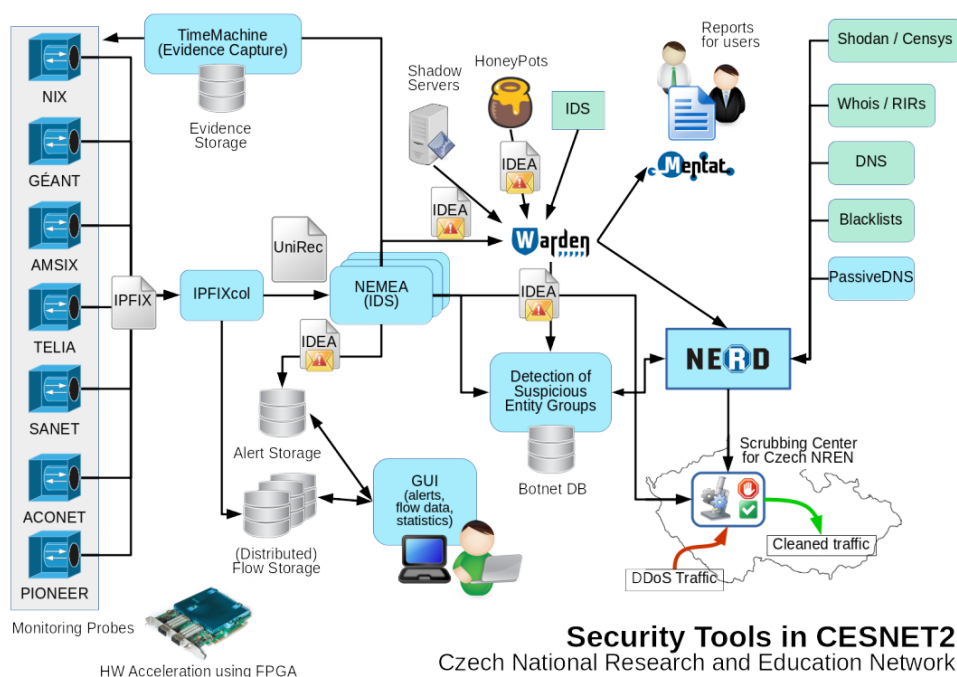 TimeMachine
(Evidence Capture)
Evidence
Storage
NIX
GÉANT
AMSIX
TELIA
SANET
ACONET
PIONEER
Monitoring Probes
HW Acceleration using FPGA
IPFIX
IPFIXcol
UniRec
NEMEA
(IDS)
IDEA
Alert Storage
(Distributed)
Flow Storage
GUI
(alerts,
flow data,
statistics)
Shadow
Servers
HoneyPots
IDS
IDEA
IDEA
Warden
IDEA
Detection of
Suspicious
Entity Groups
Botnet DB
Reports
for users
Mentat
Shodan / Censys
Whois / RIRs
DNS
Blacklists
PassiveDNS
NERD
Scrubbing Center
for Czech NREN
Cleaned traffic
DDoS Traffic
Security Tools in CESNET2
Czech National Research and Education Network